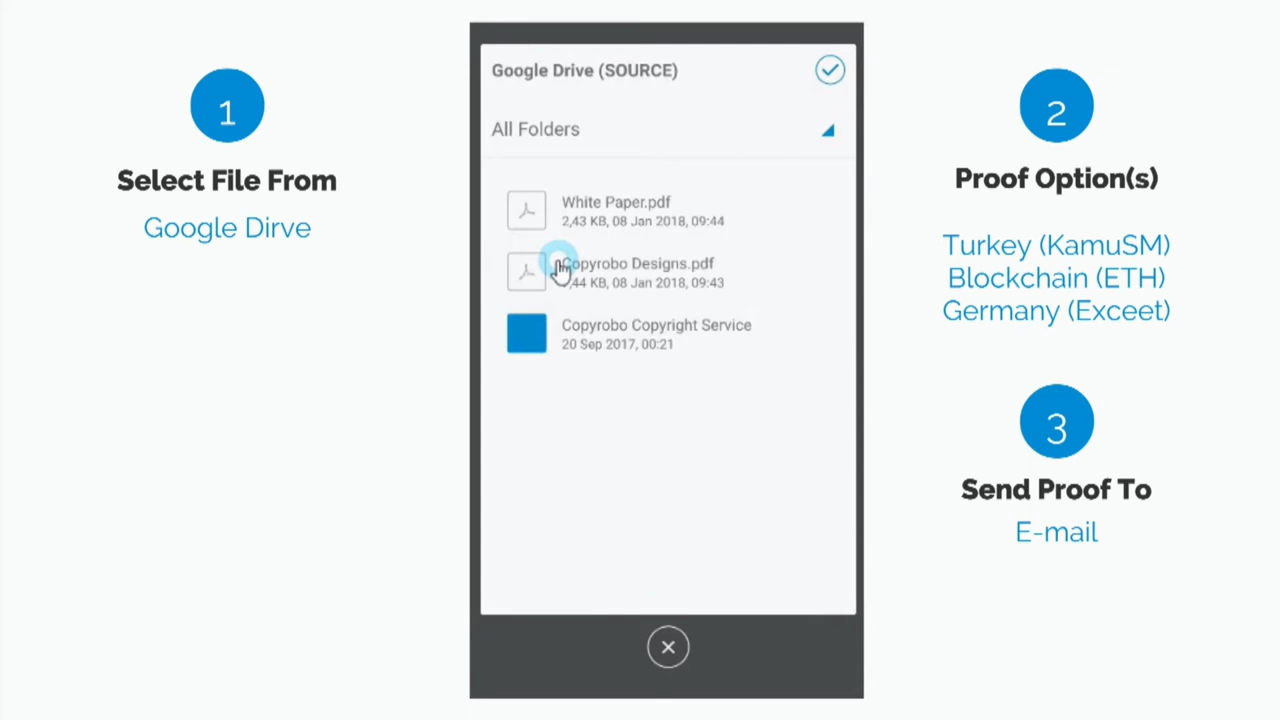 1
Select File From
Google Dirve
Google Drive (SOURCE)
All Folders
White Paper.pdf
2,43 KB, 08 Jan 2018, 09:44
Copyrobo Designs.pdf
,44 KB, 08 Jan 2018, 09:43
Copyrobo Copyright Service
20 Sep 2017, 00:21
2
Proof Option(s)
Turkey (KamuSM)
Blockchain (ETH)
Germany (Exceet)
3
Send Proof To
E-mail